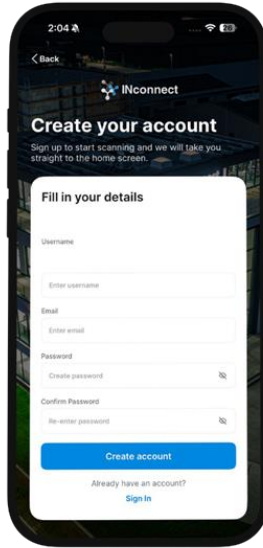 2:04
28
Back
INconnect
Create your account
Sign up to start scanning and we will take you
straight to the home screen.
Fill in your details
Username
Enter username
Email
Enter email
Password
Create password
Confirm Password
Re-enter password
Create account
Already have an account?
Sign In